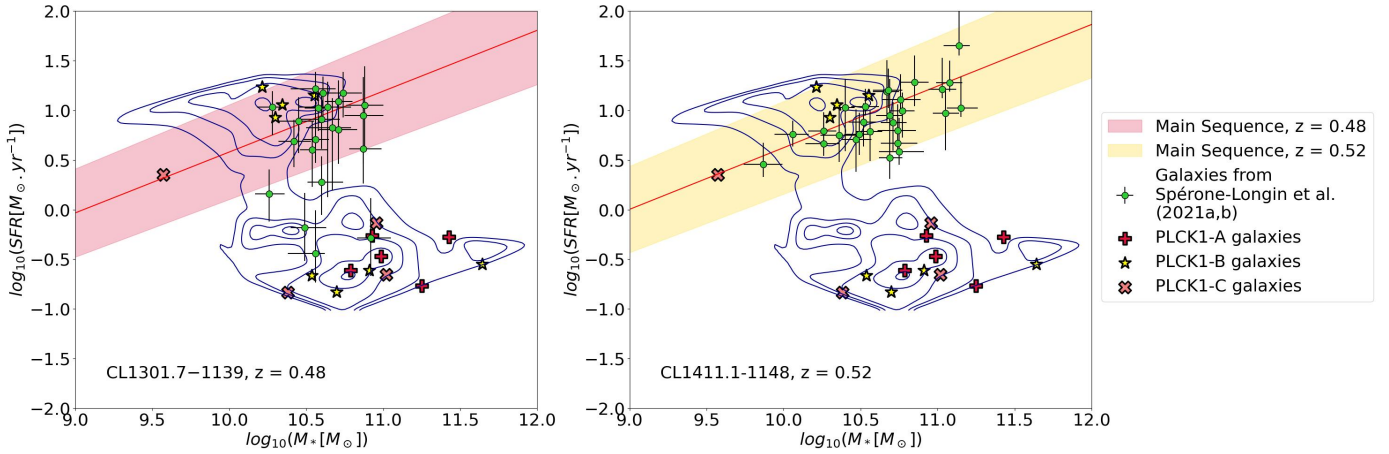 2.0
1.5
1.0
0.5
0.0
−0.5
−1.0
−1.5
−2.0
log₁₀(SFR[M⊙.yr⁻¹])
CL1301.7−1139, z = 0.48
9.0 9.5 10.0 10.5 11.0 11.5 12.0
log₁₀(M*[M⊙])
2.0
1.5
1.0
0.5
0.0
−0.5
−1.0
−1.5
−2.0
log₁₀(SFR[M⊙.yr⁻¹])
CL1411.1-1148, z = 0.52
9.0 9.5 10.0 10.5 11.0 11.5 12.0
log₁₀(M*[M⊙])
Main Sequence, z = 0.48
Main Sequence, z = 0.52
Galaxies from
Spérone-Longin et al.
(2021a,b)
PLCK1-A galaxies
PLCK1-B galaxies
PLCK1-C galaxies